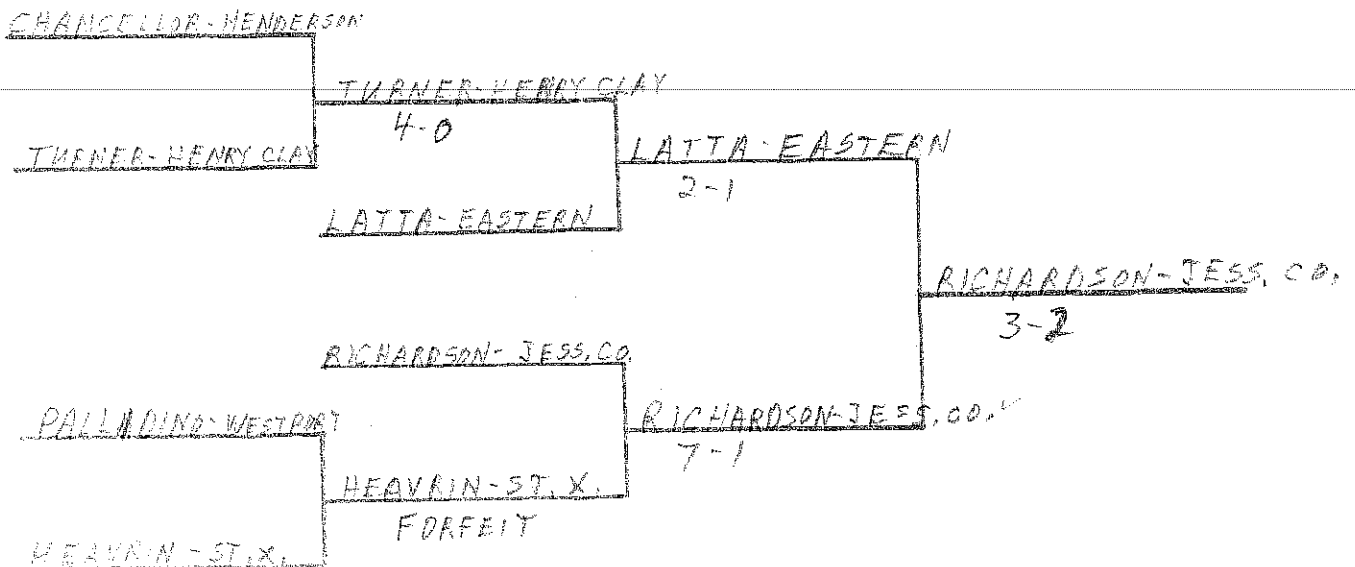 CHANCELLOR-HENDERSON
TURNER-HENRY CLAY
4-0
TURNER-HENRY CLAY
LATTA-EASTERN
2-1
LATTA-EASTERN
RICHARDSON-JESS. CO.
3-2
RICHARDSON-JESS. CO.
PALLADINO-WESTPORT
RICHARDSON-JESS. CO.
7-1
HEAVRIN-ST. X.
FORFEIT
HEAVRIN-ST. X.